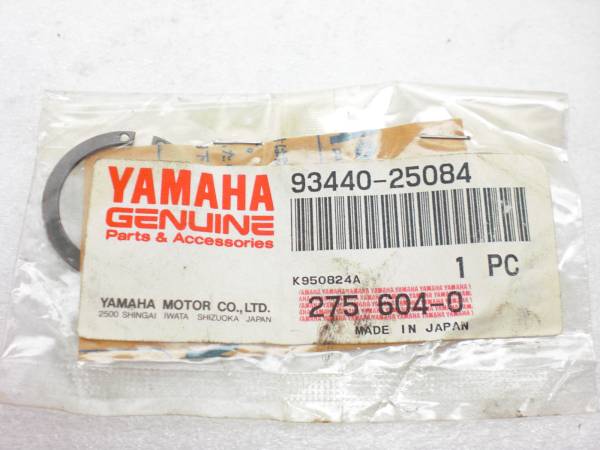 YAMAHA
GENUINE
Parts & Accessories
YAMAHA MOTOR CO., LTD.
2500 SHINGAI IWATA SHIZUOKA JAPAN
93440-25084
1 PC
K950824A
275 604-0
MADE IN JAPAN